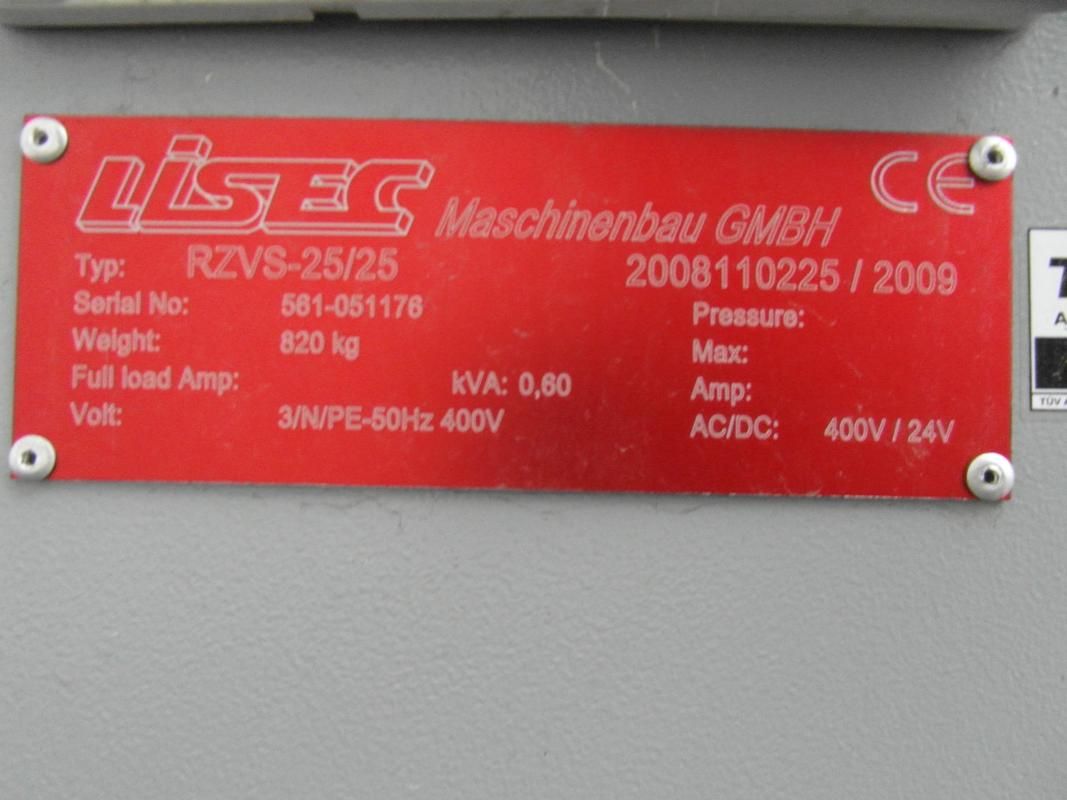 LiSEC Maschinenbau GMBH CE
Typ: RZVS-25/25 2008110225 / 2009
Serial No: 561-051176 Pressure:
Weight: 820 kg Max:
Full load Amp: kVA: 0,60 Amp:
Volt: 3/N/PE-50Hz 400V AC/DC: 400V / 24V
TÜV